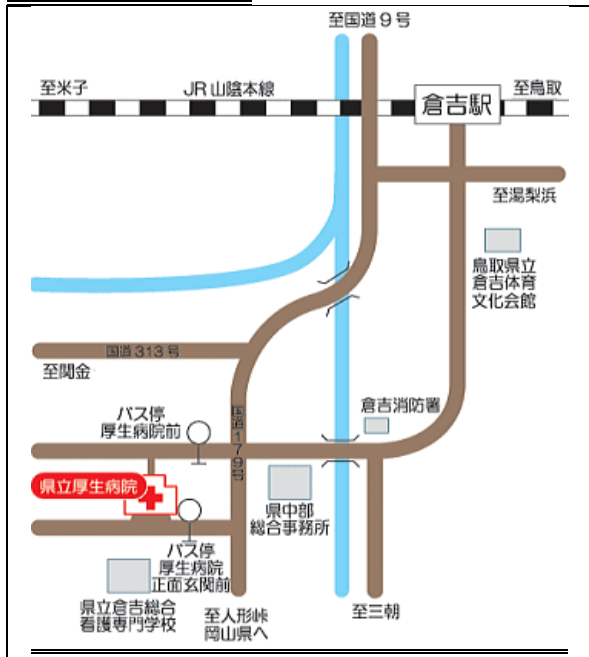 至国道9号
至米子
JR山陰本線
倉吉駅
至鳥取
至湯梨浜
鳥取県立
倉吉体育
文化会館
国道313号
至関金
バス停
厚生病院前
国道179号
倉吉消防署
県立厚生病院
県中部
総合事務所
バス停
厚生病院
正面玄関前
県立倉吉総合
看護専門学校
至人形峠
岡山県へ
至三朝